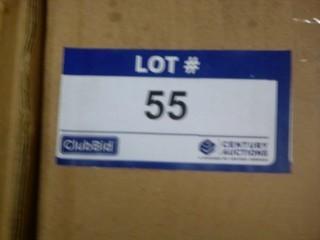 LOT #
55
ClubBid
CENTURY
AUCTIONS